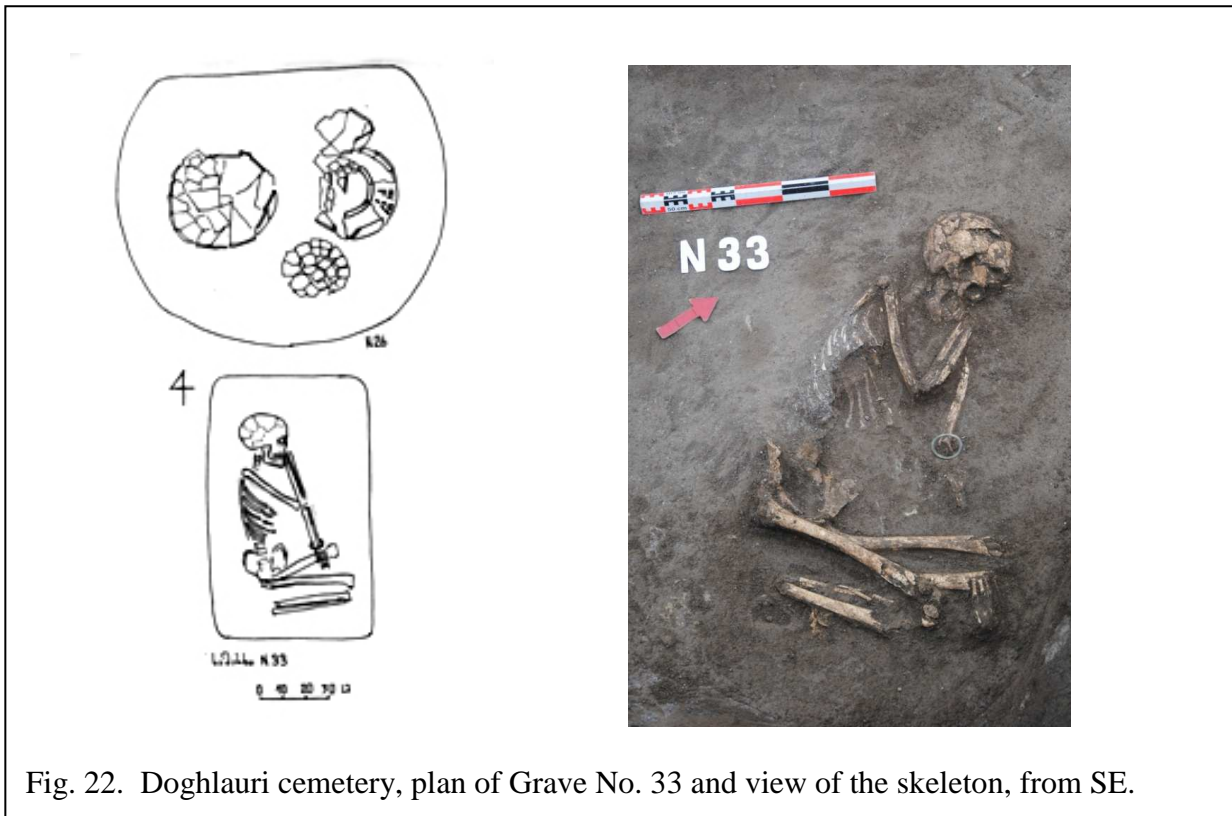 N26
4
N 33
N.33
0 10 20 30
Fig. 22. Doghlauri cemetery, plan of Grave No. 33 and view of the skeleton, from SE.